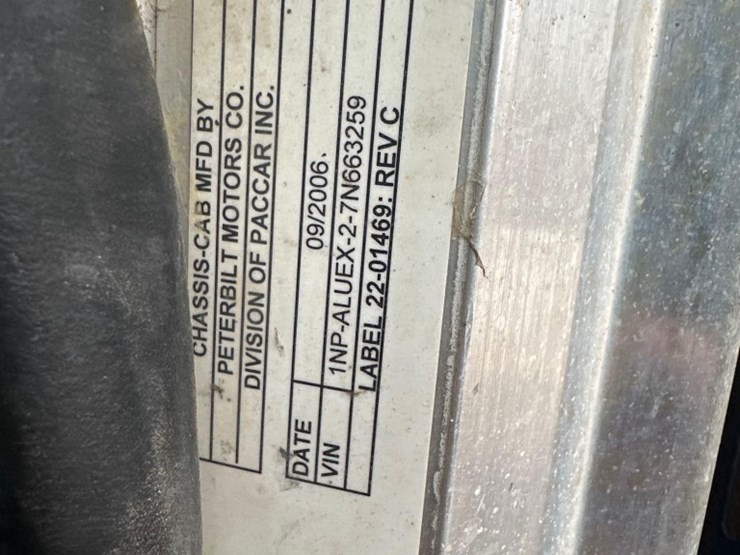 CHASSIS-CAB MFD BY
PETERBILT MOTORS CO.
DIVISION OF PACCAR INC.
DATE 09/2006.
VIN 1NP-ALUEX-2-7N663259
LABEL 22-01469: REV C